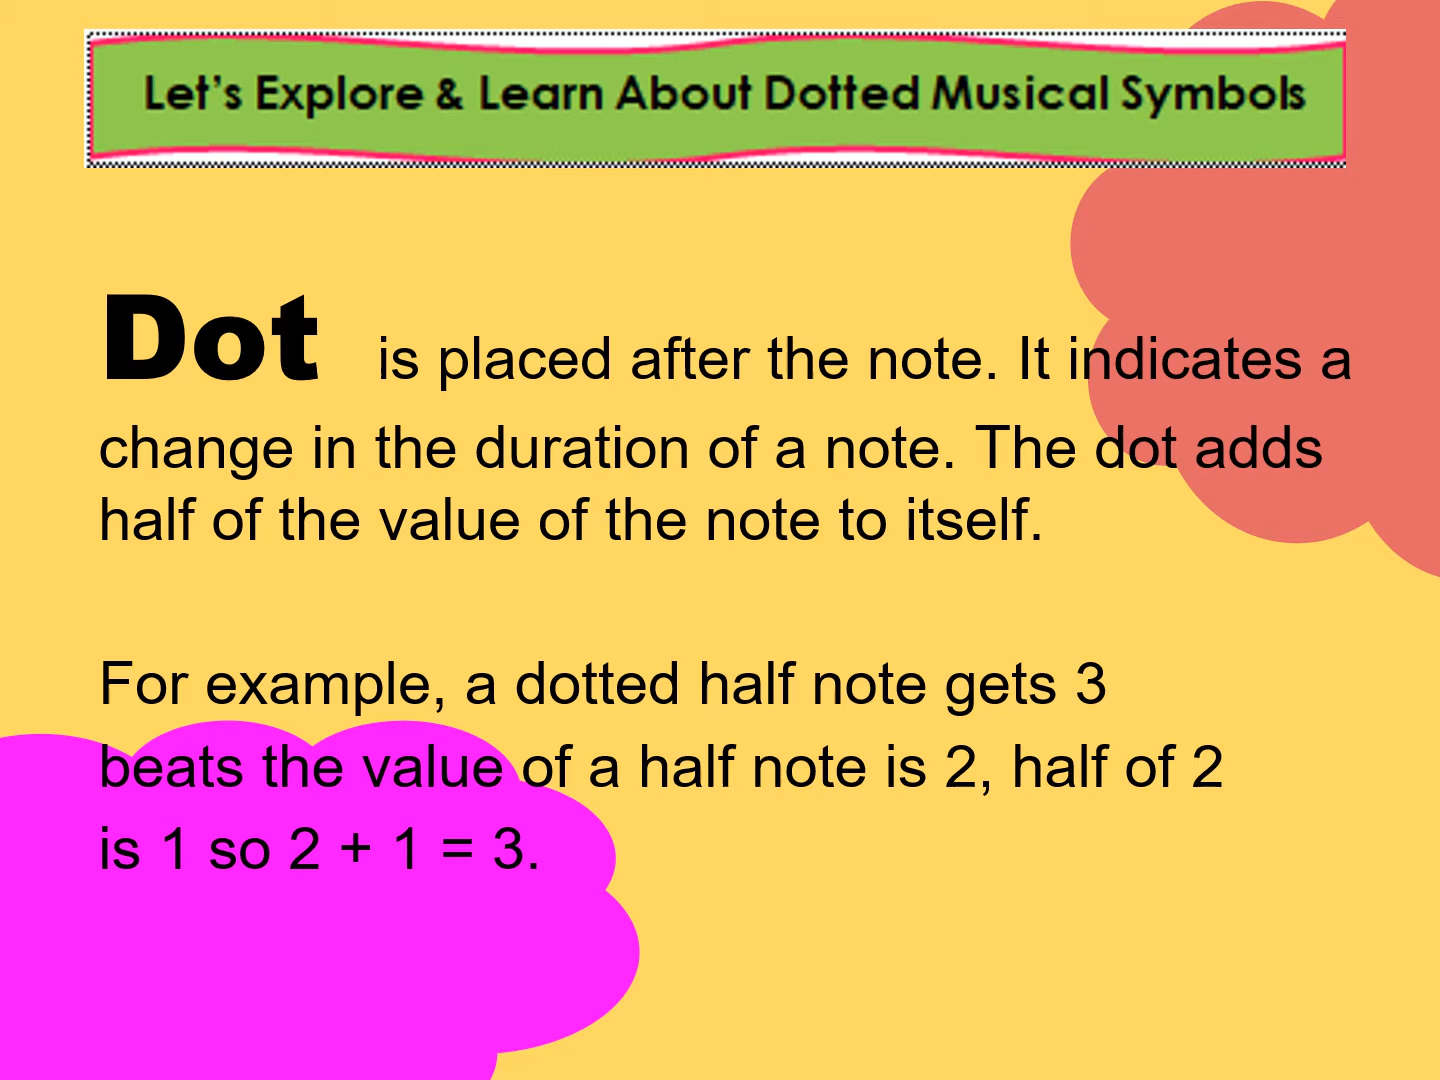 Let's Explore & Learn About Dotted Musical Symbols
Dot is placed after the note. It indicates a
change in the duration of a note. The dot adds
half of the value of the note to itself.
For example, a dotted half note gets 3
beats the value of a half note is 2, half of 2
is 1 so 2 + 1 = 3.